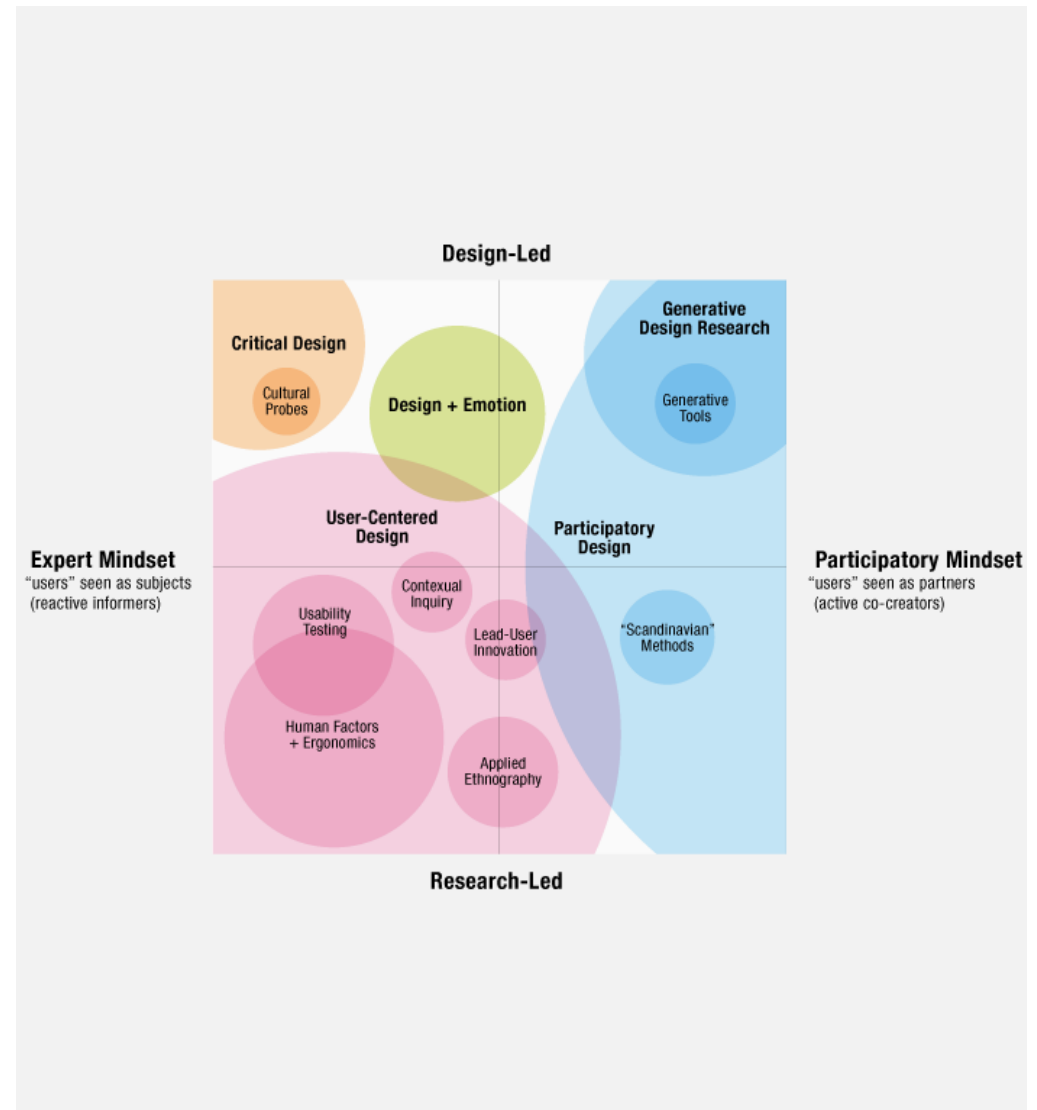 Design-Led
Generative
Design Research
Critical Design
Cultural
Probes
Design + Emotion
Generative
Tools
User-Centered
Design
Participatory
Design
Expert Mindset
“users” seen as subjects
(reactive informers)
Participatory Mindset
“users” seen as partners
(active co-creators)
Contexual
Inquiry
Usability
Testing
Lead-User
Innovation
“Scandinavian”
Methods
Human Factors
+ Ergonomics
Applied
Ethnography
Research-Led